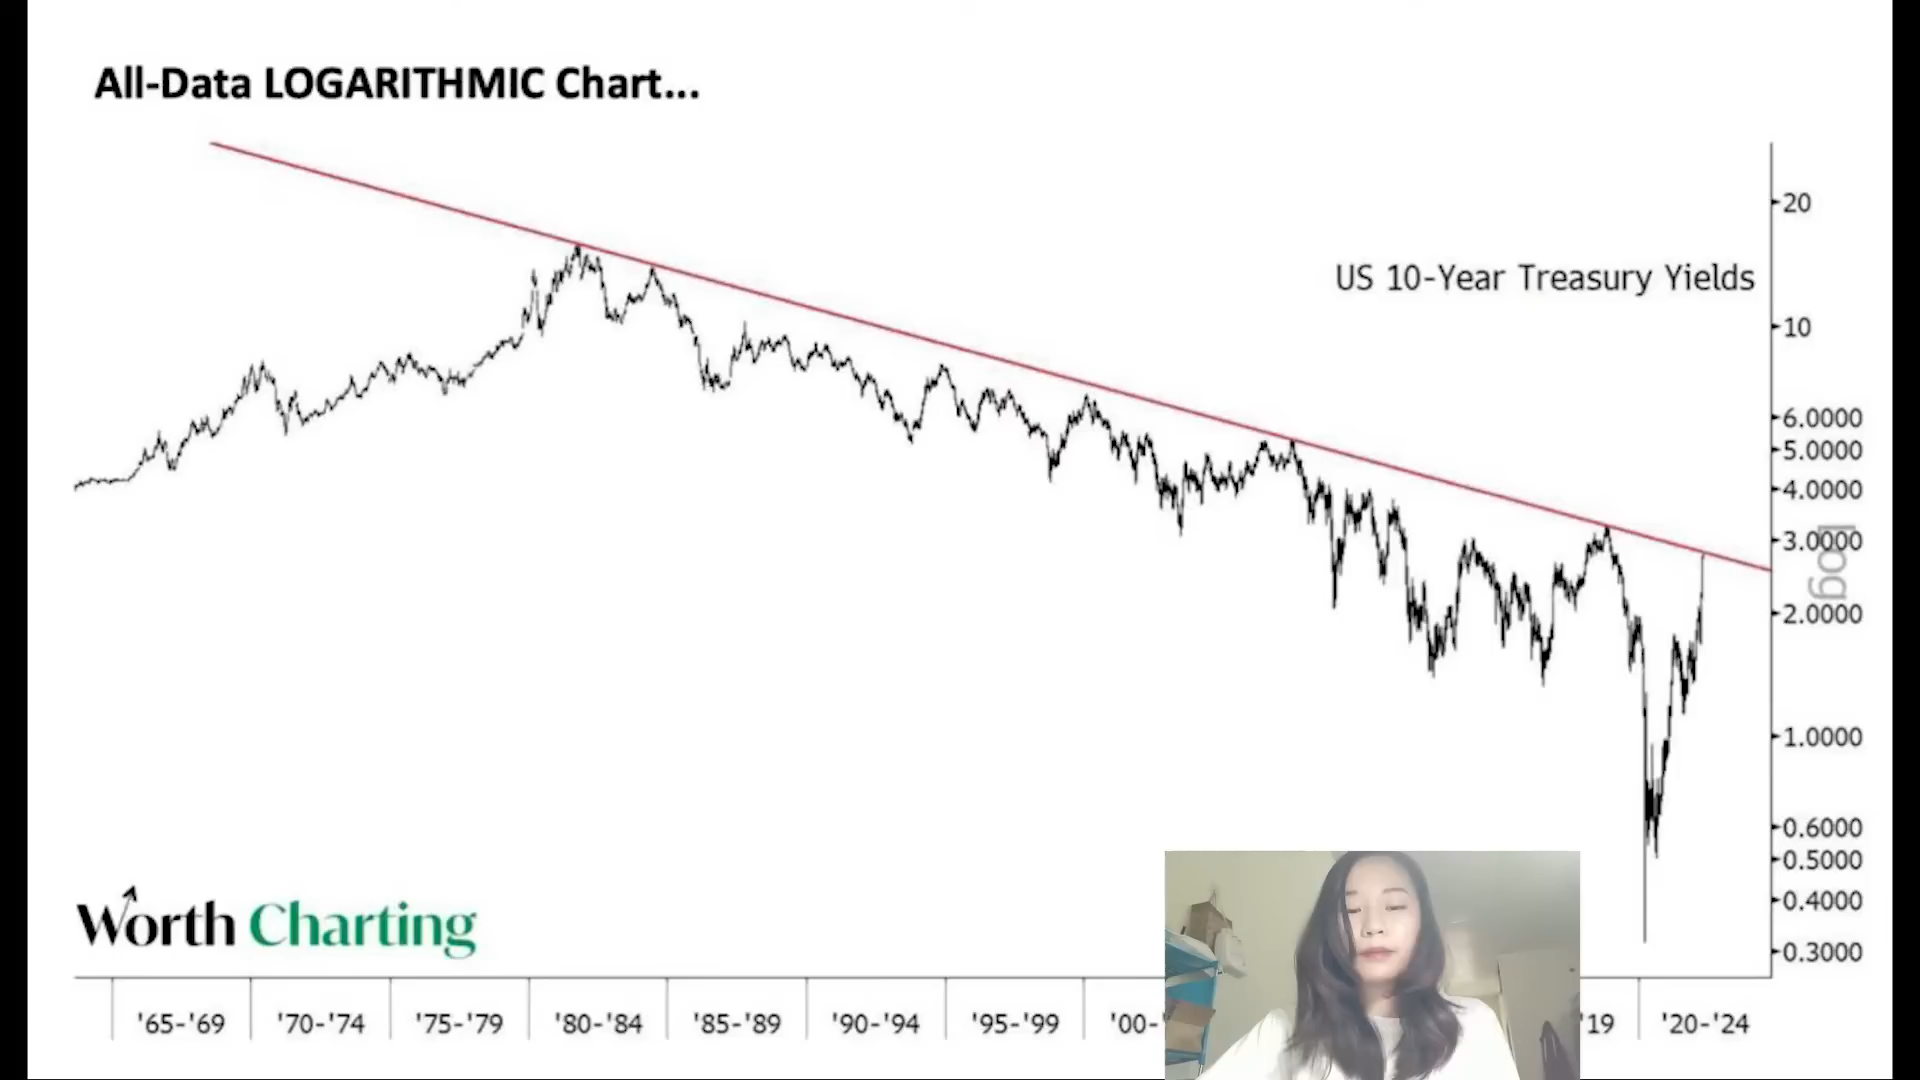 All-Data LOGARITHMIC Chart...
US 10-Year Treasury Yields
20
10
6.0000
5.0000
4.0000
3.0000
Log
2.0000
1.0000
0.6000
0.5000
0.4000
0.3000
Worth Charting
'65-'69 '70-'74 '75-'79 '80-'84 '85-'89 '90-'94 '95-'99 '00-' '19 '20-'24